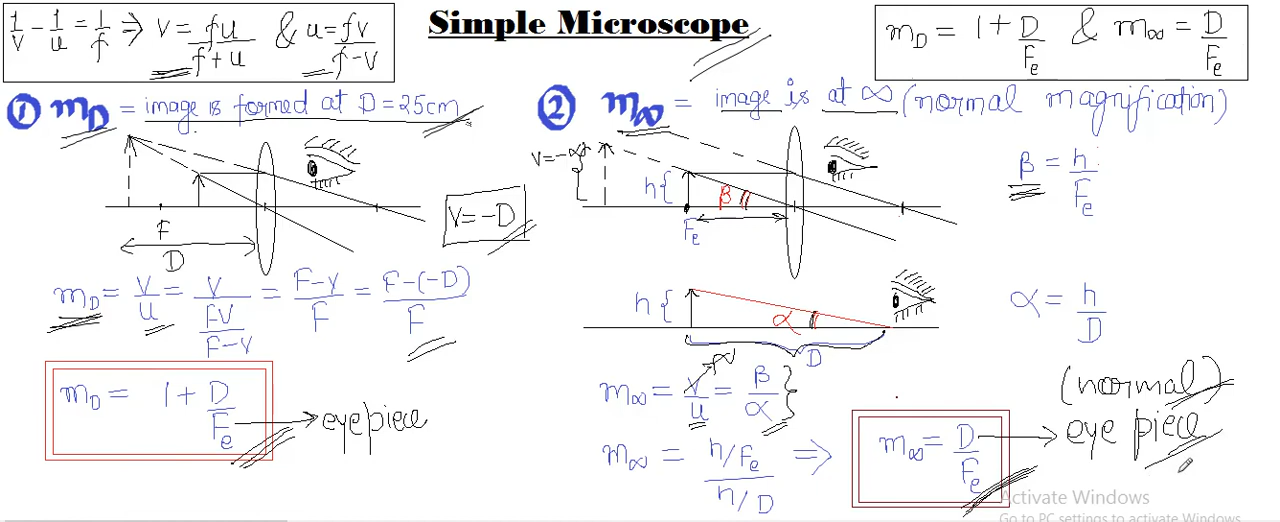 Simple Microscope
1/v - 1/u = 1/f ⇒ v = fu/f+u & u = fv/f-v
m_D = 1 + D/F_e & m_∞ = D/F_e
① m_D = image is formed at D = 25cm
② m_∞ = image is at ∞ (normal magnification)
F
D
V = -D
m_D = V/u = V/(FV/F-V) = F-V/F = F-(-D)/F
m_D = 1 + D/F_e → eye piece
V = -∞
h{
β
F_e
β = h/F_e
h{
α
D
α = h/D
m_∞ = V/u = β/α }
∞
m_∞ = h/F_e / h/D ⇒ m_∞ = D/F_e → (normal) eye piece
Activate Windows
Go to PC settings to activate Windows.